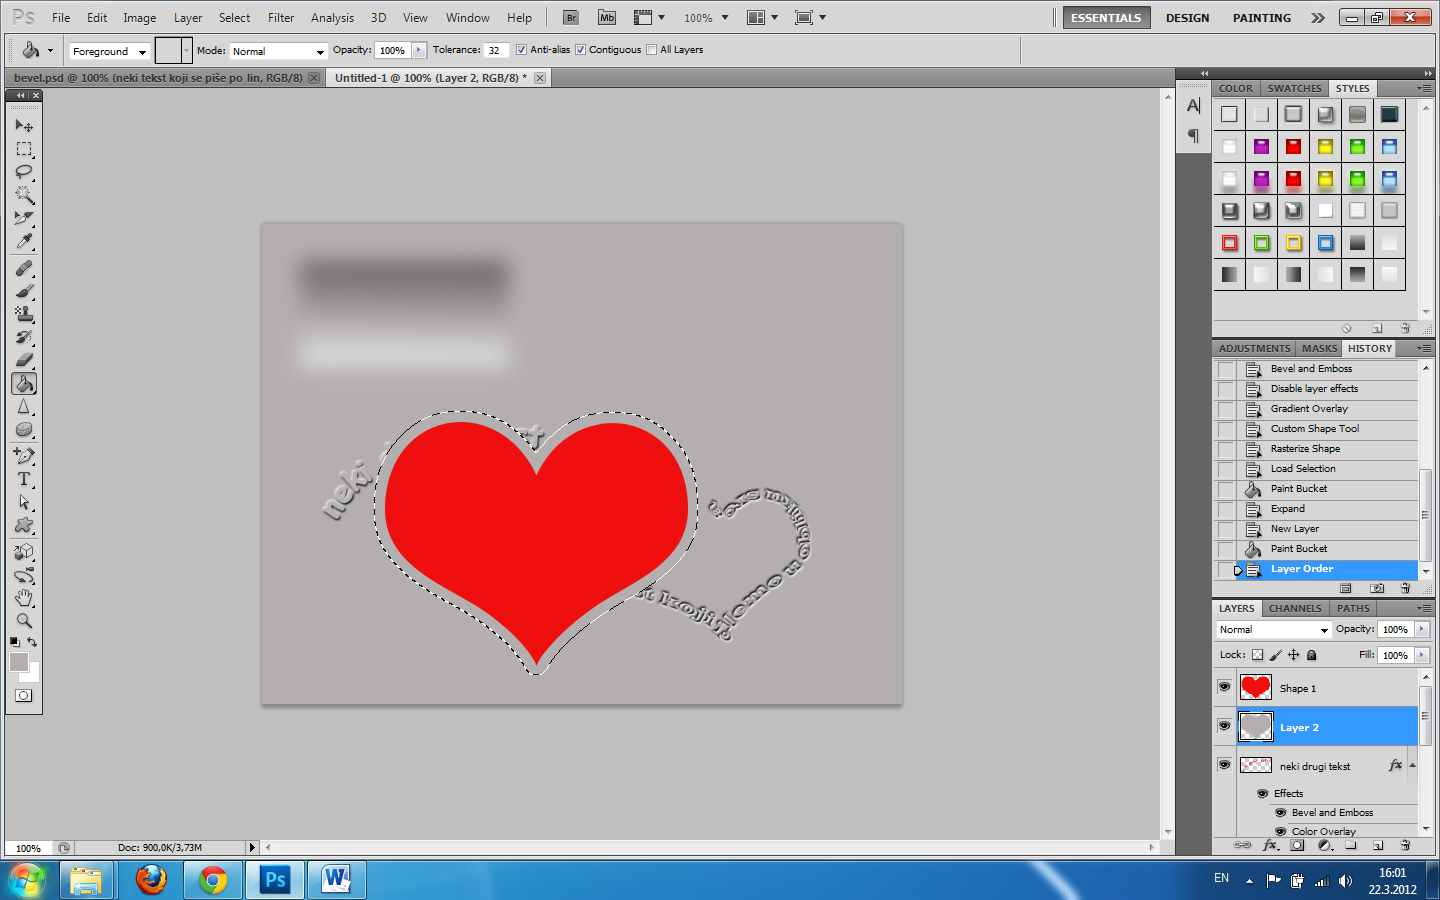 Ps File Edit Image Layer Select Filter Analysis 3D View Window Help Br Mb 100% ESSENTIALS DESIGN PAINTING
Foreground Mode: Normal Opacity: 100% Tolerance: 32 Anti-alias Contiguous All Layers
bevel.psd @ 100% (neki tekst koji se piše po lin, RGB/8) Untitled-1 @ 100% (Layer 2, RGB/8) *
COLOR SWATCHES STYLES
neki
ADJUSTMENTS MASKS HISTORY
Bevel and Emboss
Disable layer effects
Gradient Overlay
Custom Shape Tool
Rasterize Shape
Load Selection
Paint Bucket
Expand
New Layer
Paint Bucket
Layer Order
LAYERS CHANNELS PATHS
Normal Opacity: 100%
Lock: Fill: 100%
Shape 1
Layer 2
neki drugi tekst fx
Effects
Bevel and Emboss
Color Overlay
100% Doc: 900,0K/3,73M
Ps W EN 16:01
22.3.2012